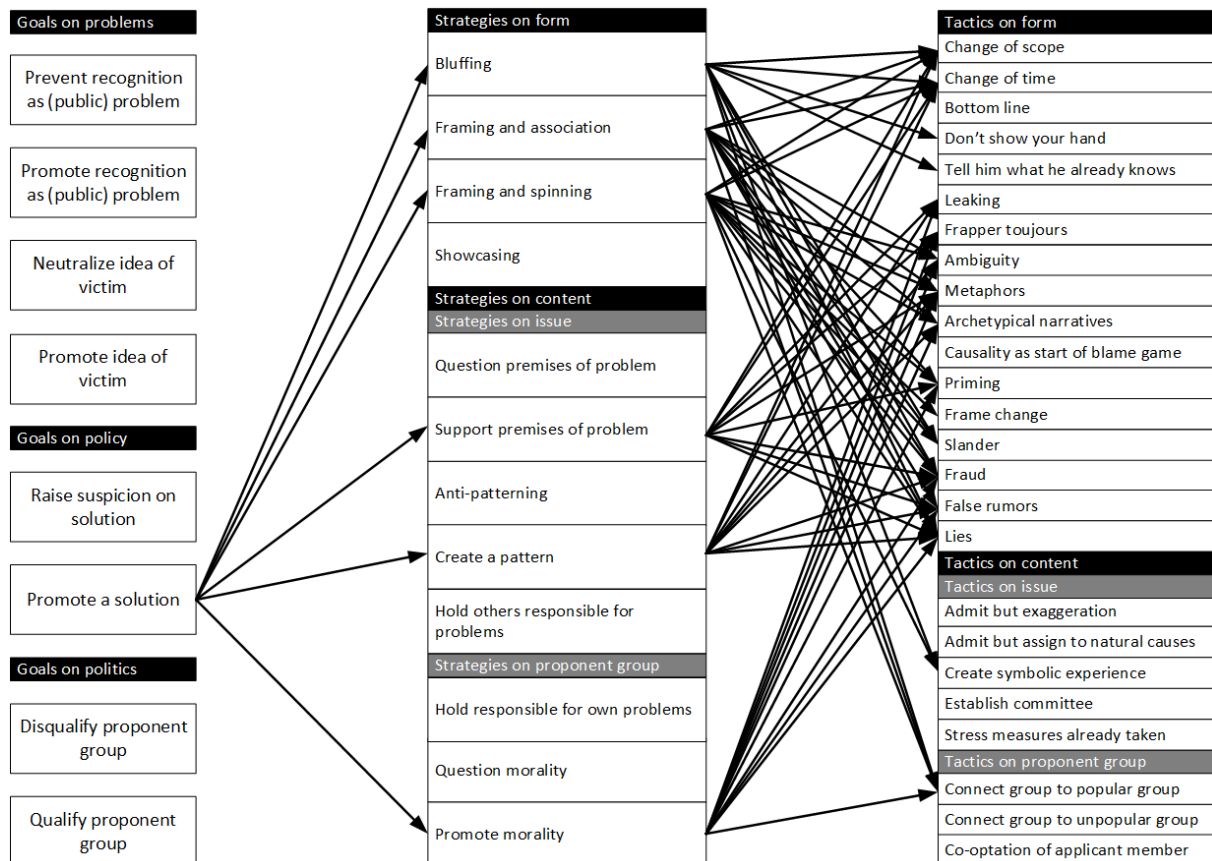 Goals on problems
Prevent recognition
as (public) problem
Promote recognition
as (public) problem
Neutralize idea of
victim
Promote idea of
victim
Goals on policy
Raise suspicion on
solution
Promote a solution
Goals on politics
Disqualify proponent
group
Qualify proponent
group
Strategies on form
Bluffing
Framing and association
Framing and spinning
Showcasing
Strategies on content
Strategies on issue
Question premises of problem
Support premises of problem
Anti-patterning
Create a pattern
Hold others responsible for
problems
Strategies on proponent group
Hold responsible for own problems
Question morality
Promote morality
Tactics on form
Change of scope
Change of time
Bottom line
Don't show your hand
Tell him what he already knows
Leaking
Frapper toujours
Ambiguity
Metaphors
Archetypical narratives
Causality as start of blame game
Priming
Frame change
Slander
Fraud
False rumors
Lies
Tactics on content
Tactics on issue
Admit but exaggeration
Admit but assign to natural causes
Create symbolic experience
Establish committee
Stress measures already taken
Tactics on proponent group
Connect group to popular group
Connect group to unpopular group
Co-optation of applicant member